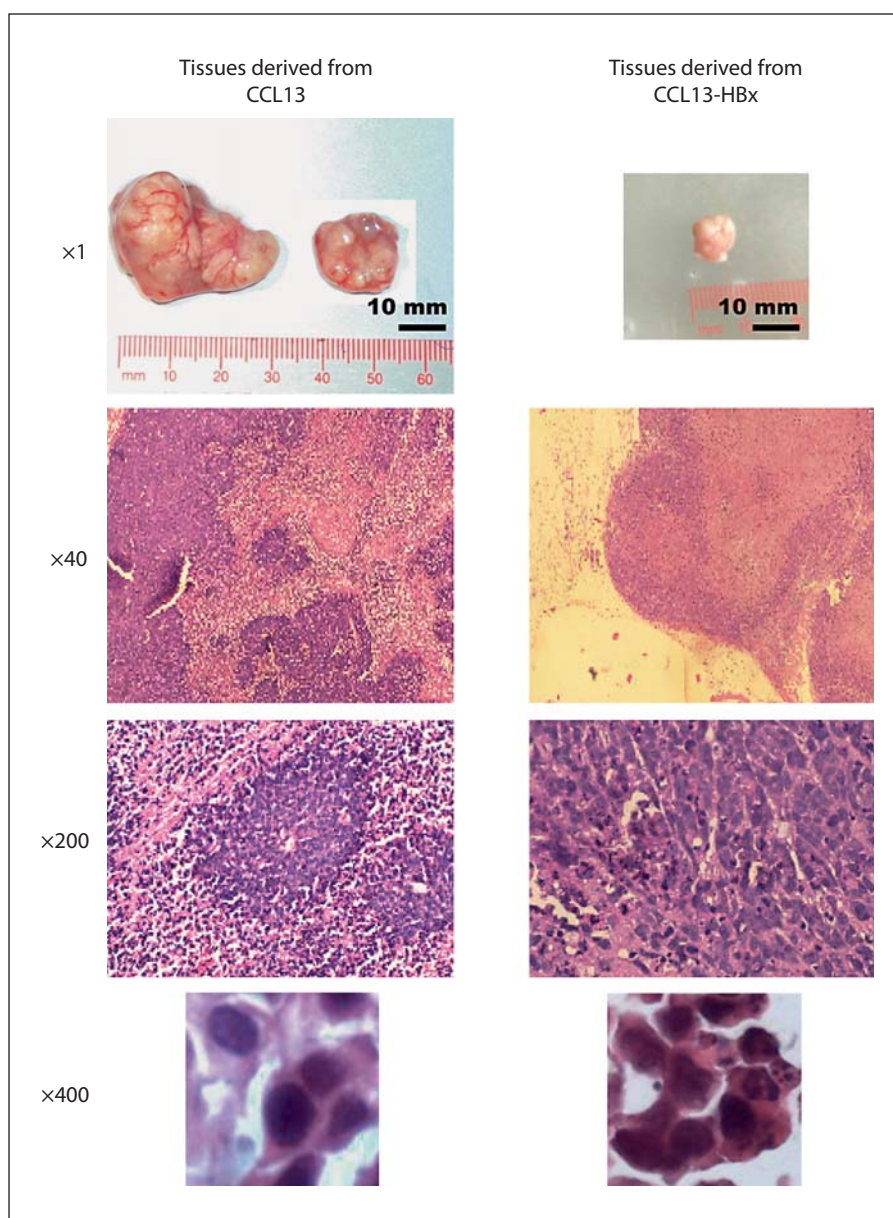 Tissues derived from
CCL13
Tissues derived from
CCL13-HBx
×1
10 mm
mm 10 20 30 40 50 60
10 mm
mm
×40
×200
×400